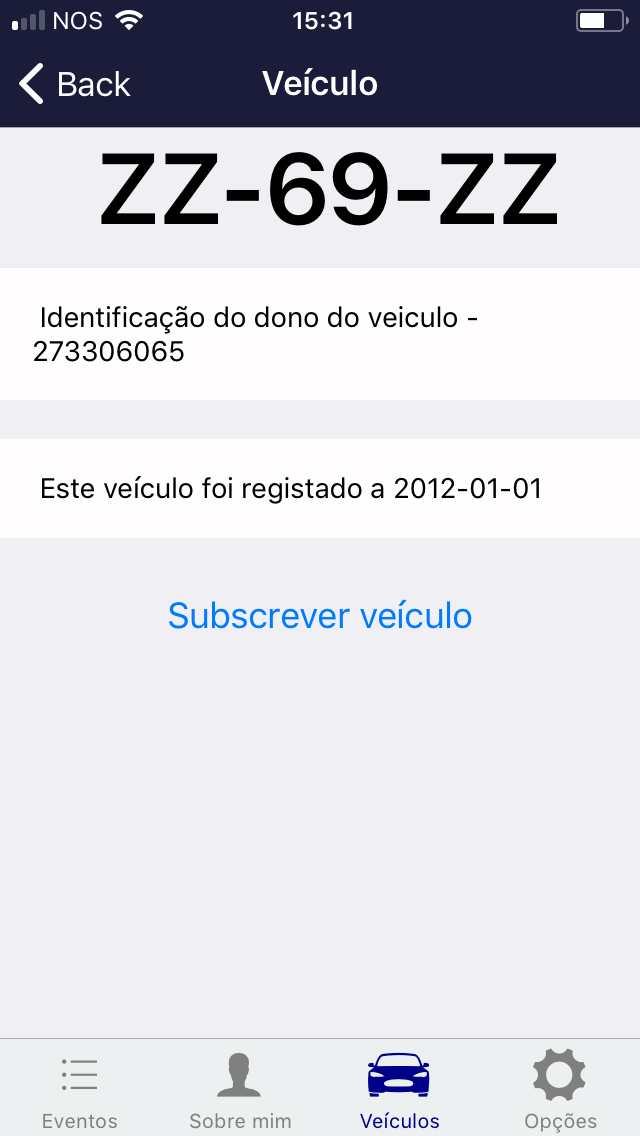 NOS 15:31
Back Veículo
ZZ-69-ZZ
Identificação do dono do veiculo -
273306065
Este veículo foi registado a 2012-01-01
Subscrever veículo
Eventos Sobre mim Veículos Opções